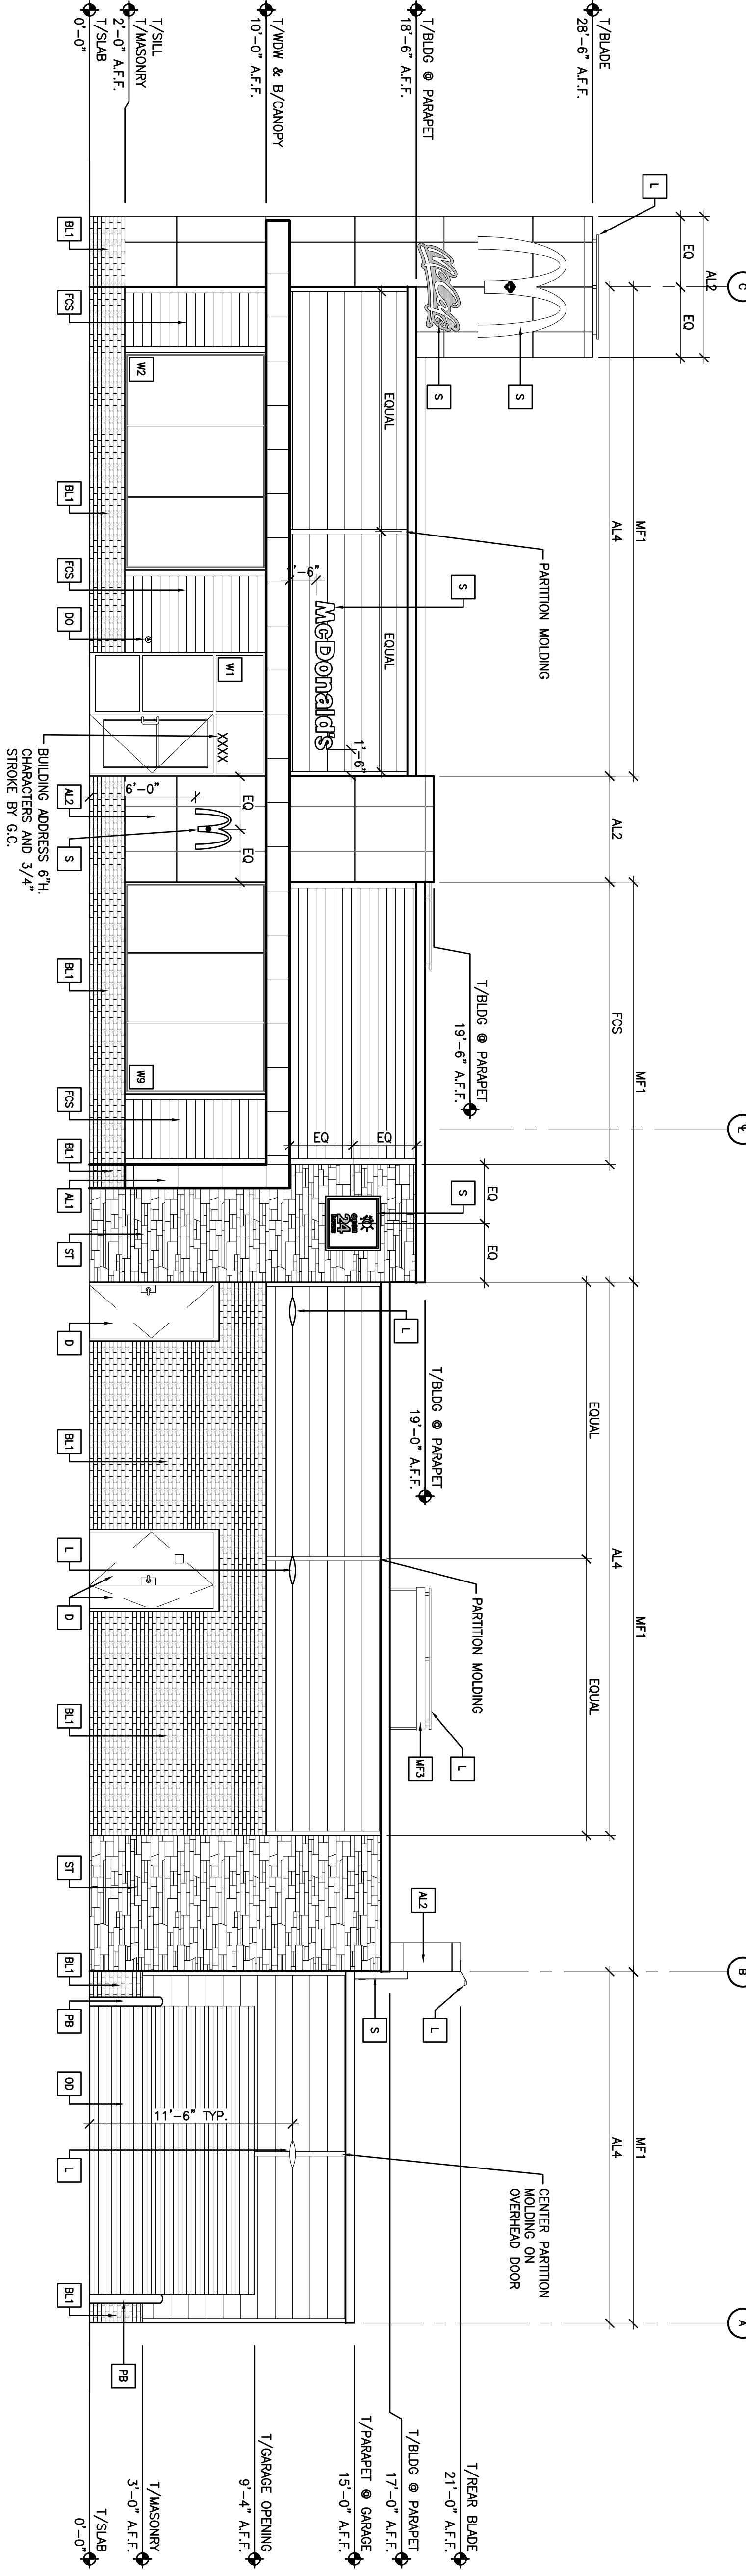 T/BLADE
28'-6" A.F.F.
T/BLDG @ PARAPET
18'-6" A.F.F.
T/WDW & B/CANOPY
10'-0" A.F.F.
T/SILL
T/MASONRY
2'-0" A.F.F.
T/SLAB
0'-0"
C
AL2
EQ
EQ
L
MF1
AL4
McCafé
S
S
EQUAL
EQUAL
PARTITION MOLDING
S
1'-6"
McDonald's
1'-6"
W2
W1
XXXX
6'-0"
EQ
EQ
BL1
FCS
BL1
FCS
DO
AL2
S
BUILDING ADDRESS 6"H.
CHARACTERS AND 3/4"
STROKE BY G.C.
AL2
MF1
FCS
T/BLDG @ PARAPET
19'-6" A.F.F.
EQ
EQ
W9
BL1
FCS
BL1
AL1
ST
S
EQ
EQ
OPEN
24
HOURS
L
T/BLDG @ PARAPET
19'-0" A.F.F.
MF1
AL4
EQUAL
EQUAL
PARTITION MOLDING
MF3
L
D
BL1
L
D
BL1
ST
AL2
B
L
S
MF1
AL4
CENTER PARTITION
MOLDING ON
OVERHEAD DOOR
11'-6" TYP.
BL1
PB
OD
L
BL1
PB
A
T/REAR BLADE
21'-0" A.F.F.
T/BLDG @ PARAPET
17'-0" A.F.F.
T/PARAPET @ GARAGE
15'-0" A.F.F.
T/GARAGE OPENING
9'-4" A.F.F.
T/MASONRY
3'-0" A.F.F.
T/SLAB
0'-0"